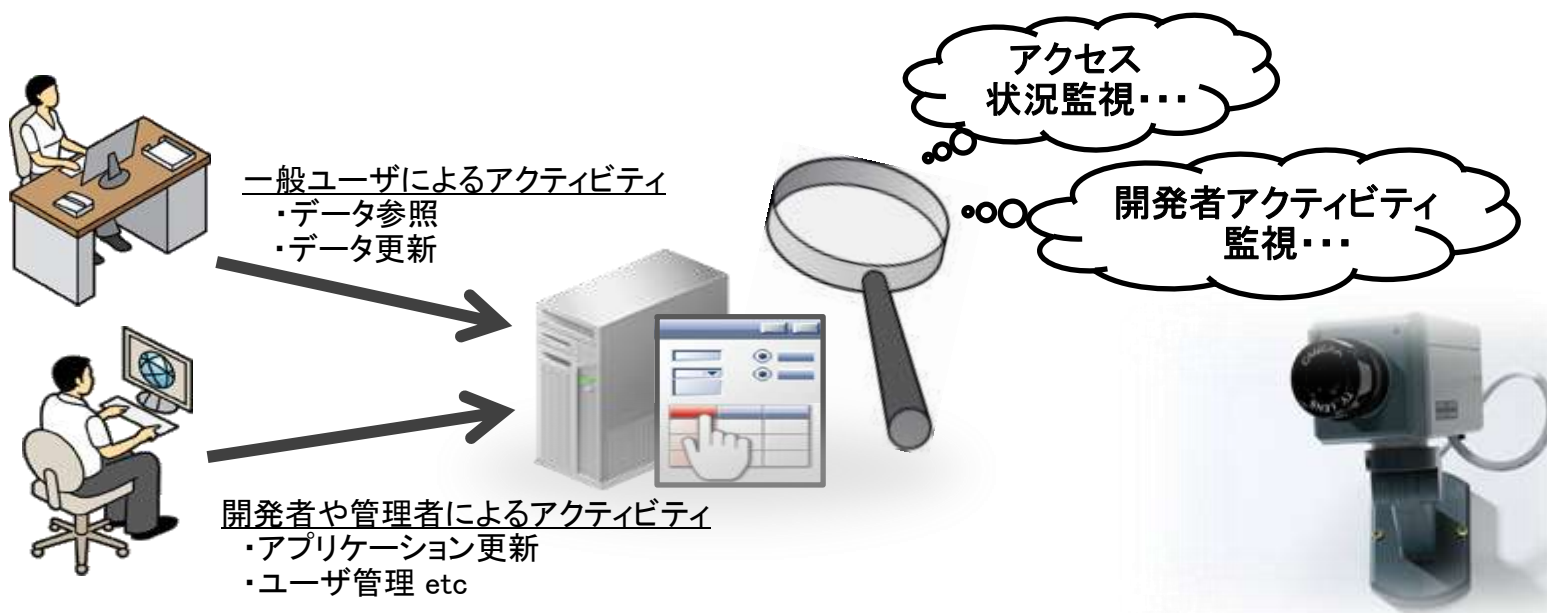 アクセス
状況監視・・・
開発者アクティビティ
監視・・・
一般ユーザによるアクティビティ
・データ参照
・データ更新
開発者や管理者によるアクティビティ
・アプリケーション更新
・ユーザ管理 etc